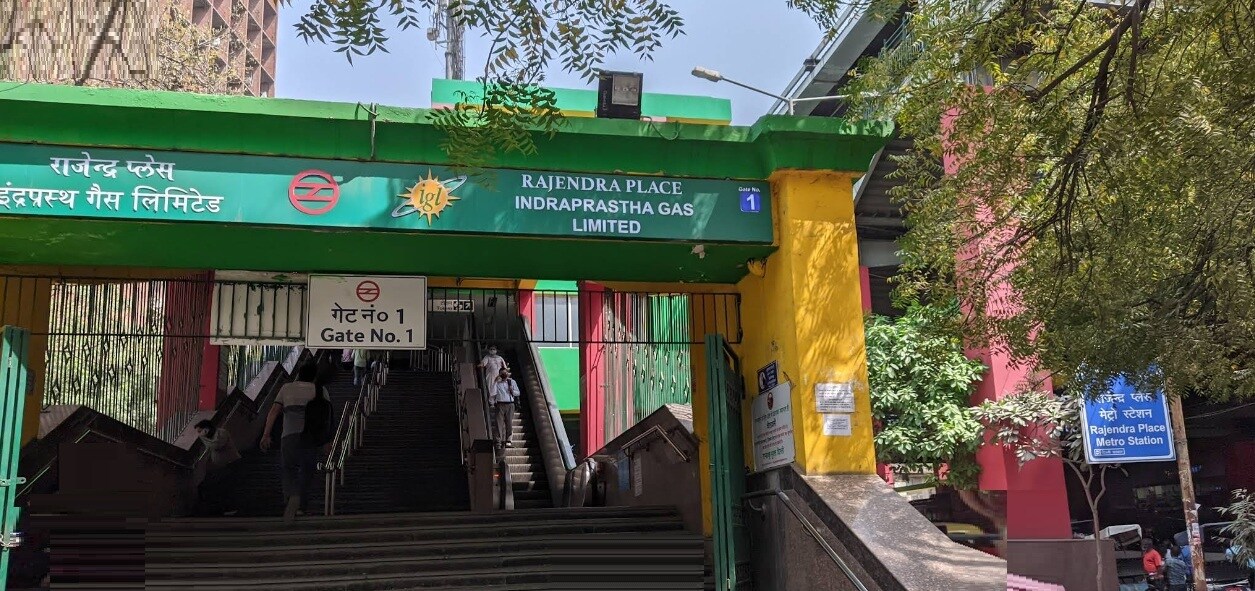 राजेन्द्र प्लेस
इंद्रप्रस्थ गैस लिमिटेड
igl
RAJENDRA PLACE
INDRAPRASTHA GAS
LIMITED
Gate No.
1
गेट नं० 1
Gate No. 1
राजेन्द्र प्लेस
मेट्रो स्टेशन
Rajendra Place
Metro Station